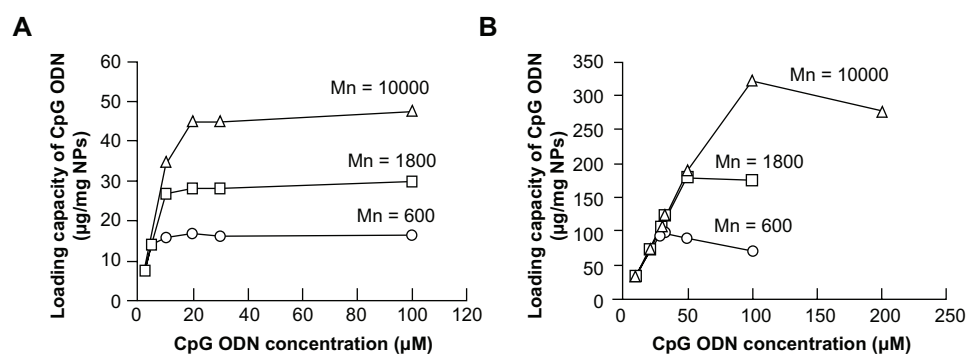 A
Loading capacity of CpG ODN
(µg/mg NPs)
60
50
40
30
20
10
0
0 20 40 60 80 100 120
CpG ODN concentration (µM)
Mn = 10000
Mn = 1800
Mn = 600
B
Loading capacity of CpG ODN
(µg/mg NPs)
350
300
250
200
150
100
50
0
0 50 100 150 200 250
CpG ODN concentration (µM)
Mn = 10000
Mn = 1800
Mn = 600